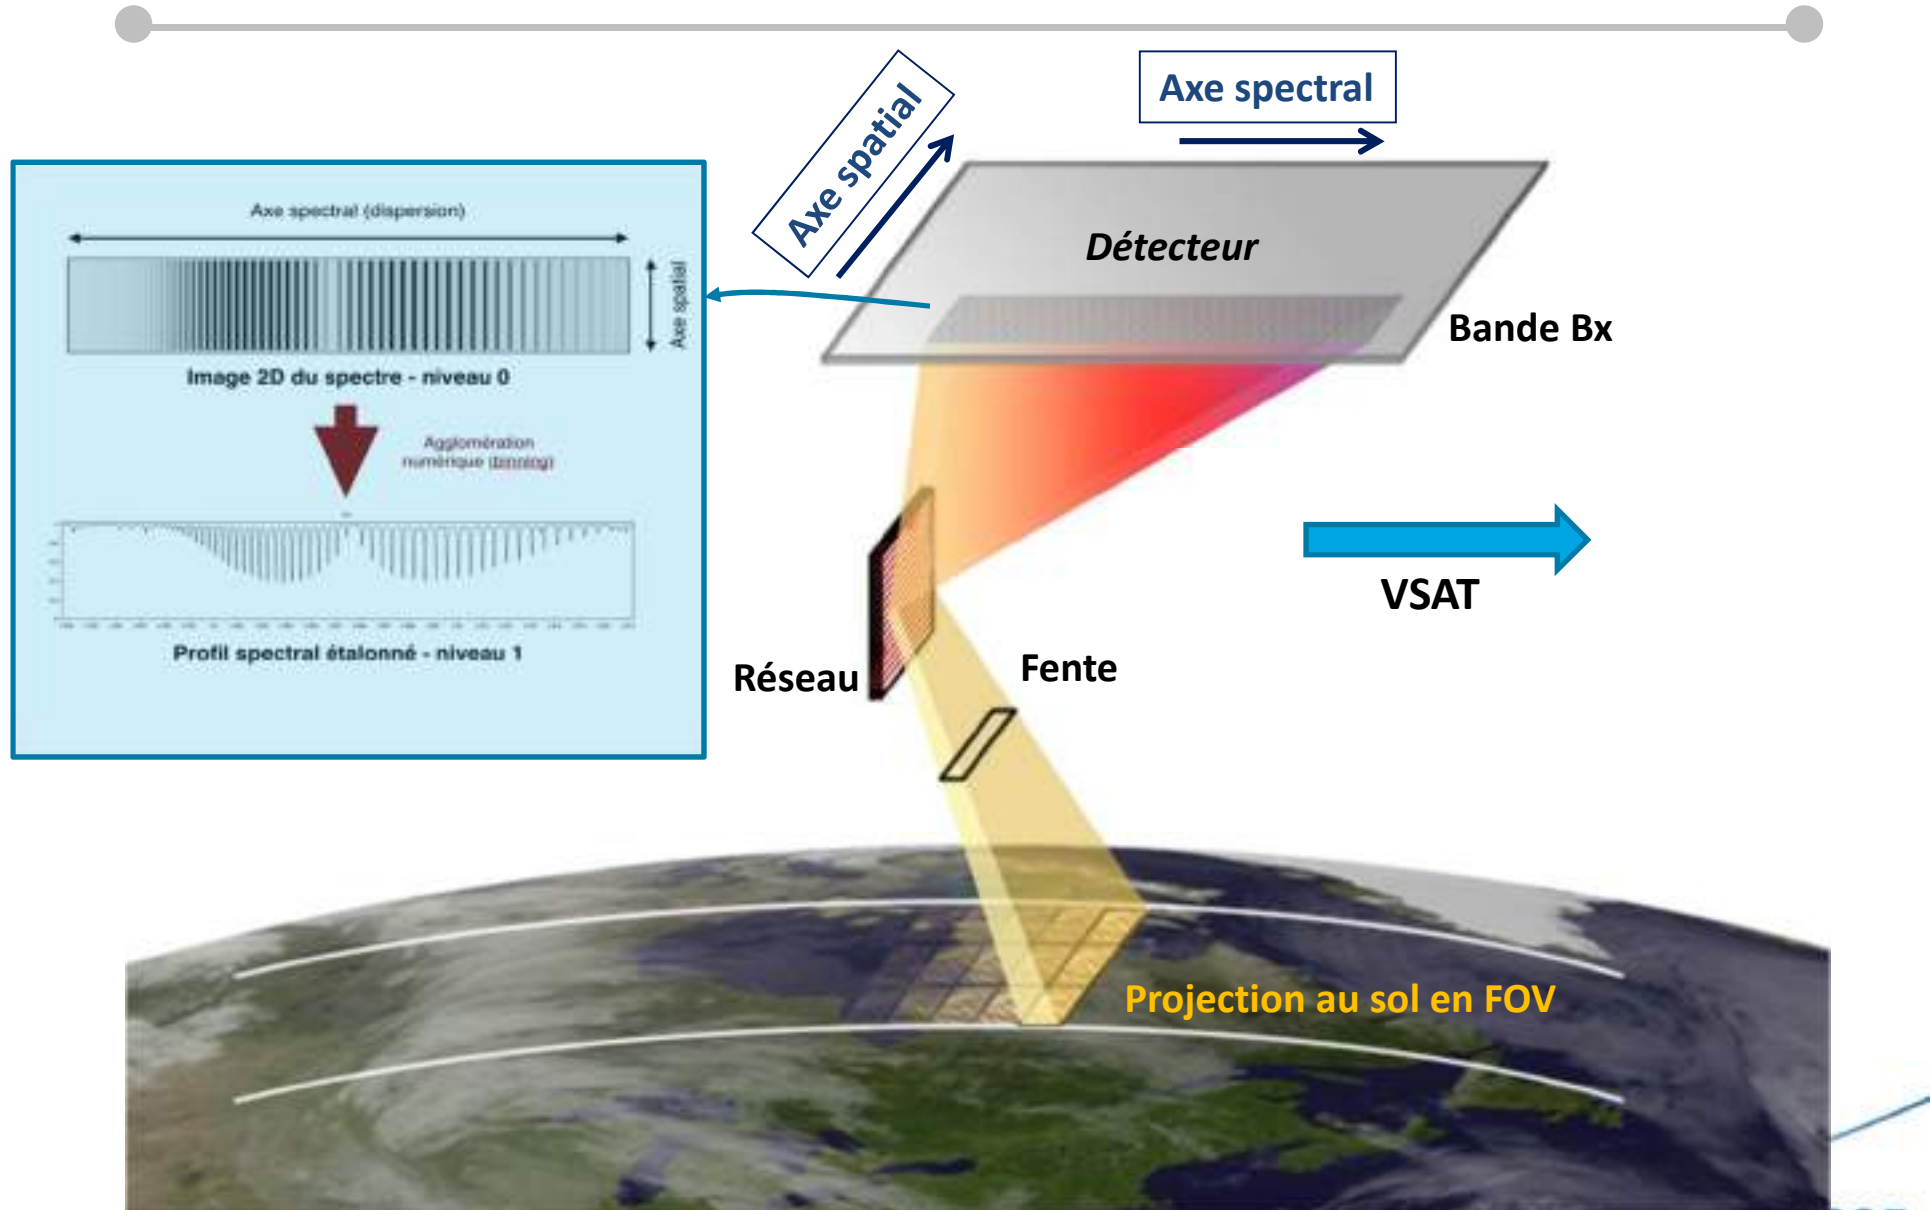 Axe spectral
Axe spatial
Axe spectral (dispersion)
Axe spatial
Image 2D du spectre - niveau 0
Agglomération
numérique (binning)
Profil spectral étalonné - niveau 1
Détecteur
Bande Bx
VSAT
Réseau
Fente
Projection au sol en FOV